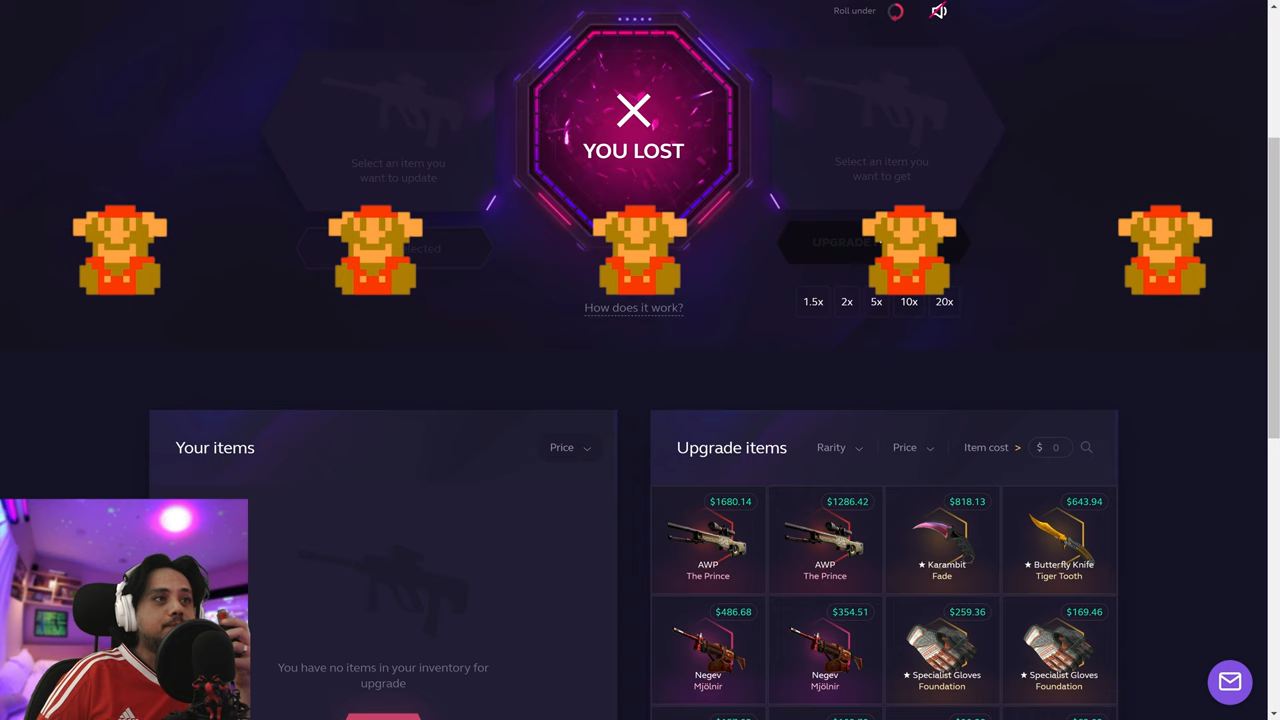 Roll under
YOU LOST
Select an item you
want to update
Select an item you
want to get
UPGRADE
How does it work?
1.5x 2x 5x 10x 20x
Your items
Price
Upgrade items
Rarity
Price
Item cost >
$ 0
$1680.14
AWP
The Prince
$1286.42
AWP
The Prince
$818.13
★ Karambit
Fade
$643.94
★ Butterfly Knife
Tiger Tooth
$486.68
Negev
Mjölnir
$354.51
Negev
Mjölnir
$259.36
★ Specialist Gloves
Foundation
$169.46
★ Specialist Gloves
Foundation
You have no items in your inventory for
upgrade